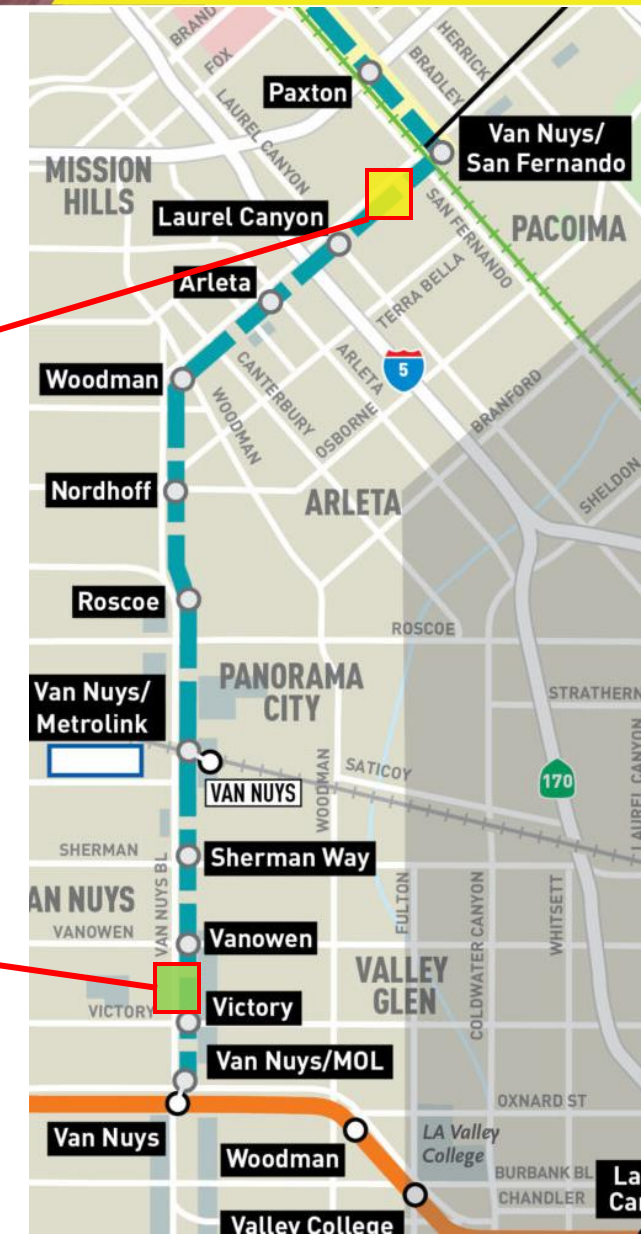 BRAND
FOX
HERRICK
BRADLEY
Paxton
LAUREL CANYON
Van Nuys/
San Fernando
MISSION
HILLS
SAN FERNANDO
Laurel Canyon
PACOIMA
Arleta
TERRA BELLA
5
Woodman
CANTERBURY
ARLETA
WOODMAN
OSBORNE
BRANFORD
Nordhoff
ARLETA
SHELDON
Roscoe
ROSCOE
PANORAMA
CITY
Van Nuys/
Metrolink
STRATHERN
SATICOY
170
VAN NUYS
WOODMAN
LAUREL CANYON
SHERMAN
Sherman Way
VAN NUYS BL
AN NUYS
VANOWEN
Vanowen
FULTON
COLDWATER CANYON
WHITSETT
VALLEY
GLEN
VICTORY
Victory
Van Nuys/MOL
OXNARD ST
Van Nuys
LA Valley
College
Woodman
BURBANK BL
CHANDLER
La
Can
Valley College